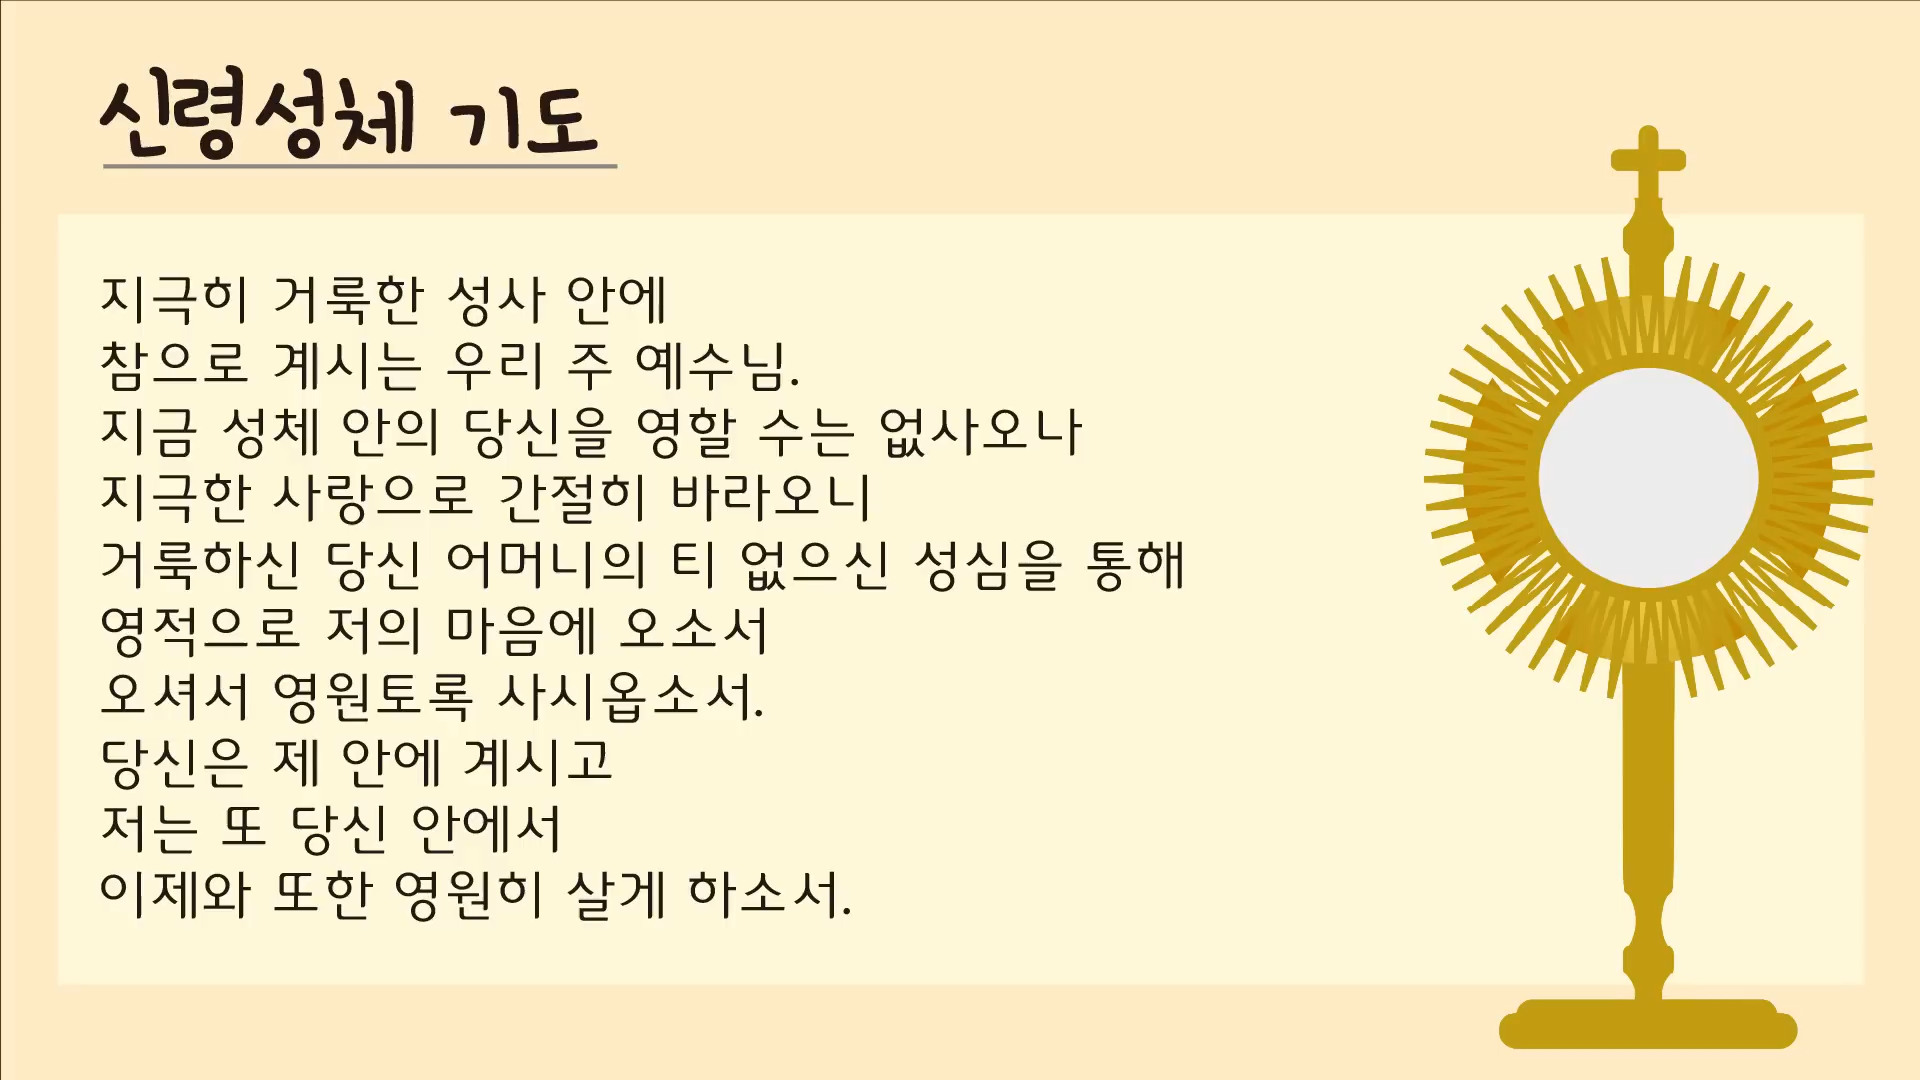 신령성체 기도
지극히 거룩한 성사 안에
참으로 계시는 우리 주 예수님.
지금 성체 안의 당신을 영할 수는 없사오나
지극한 사랑으로 간절히 바라오니
거룩하신 당신 어머니의 티 없으신 성심을 통해
영적으로 저의 마음에 오소서
오셔서 영원토록 사시옵소서.
당신은 제 안에 계시고
저는 또 당신 안에서
이제와 또한 영원히 살게 하소서.